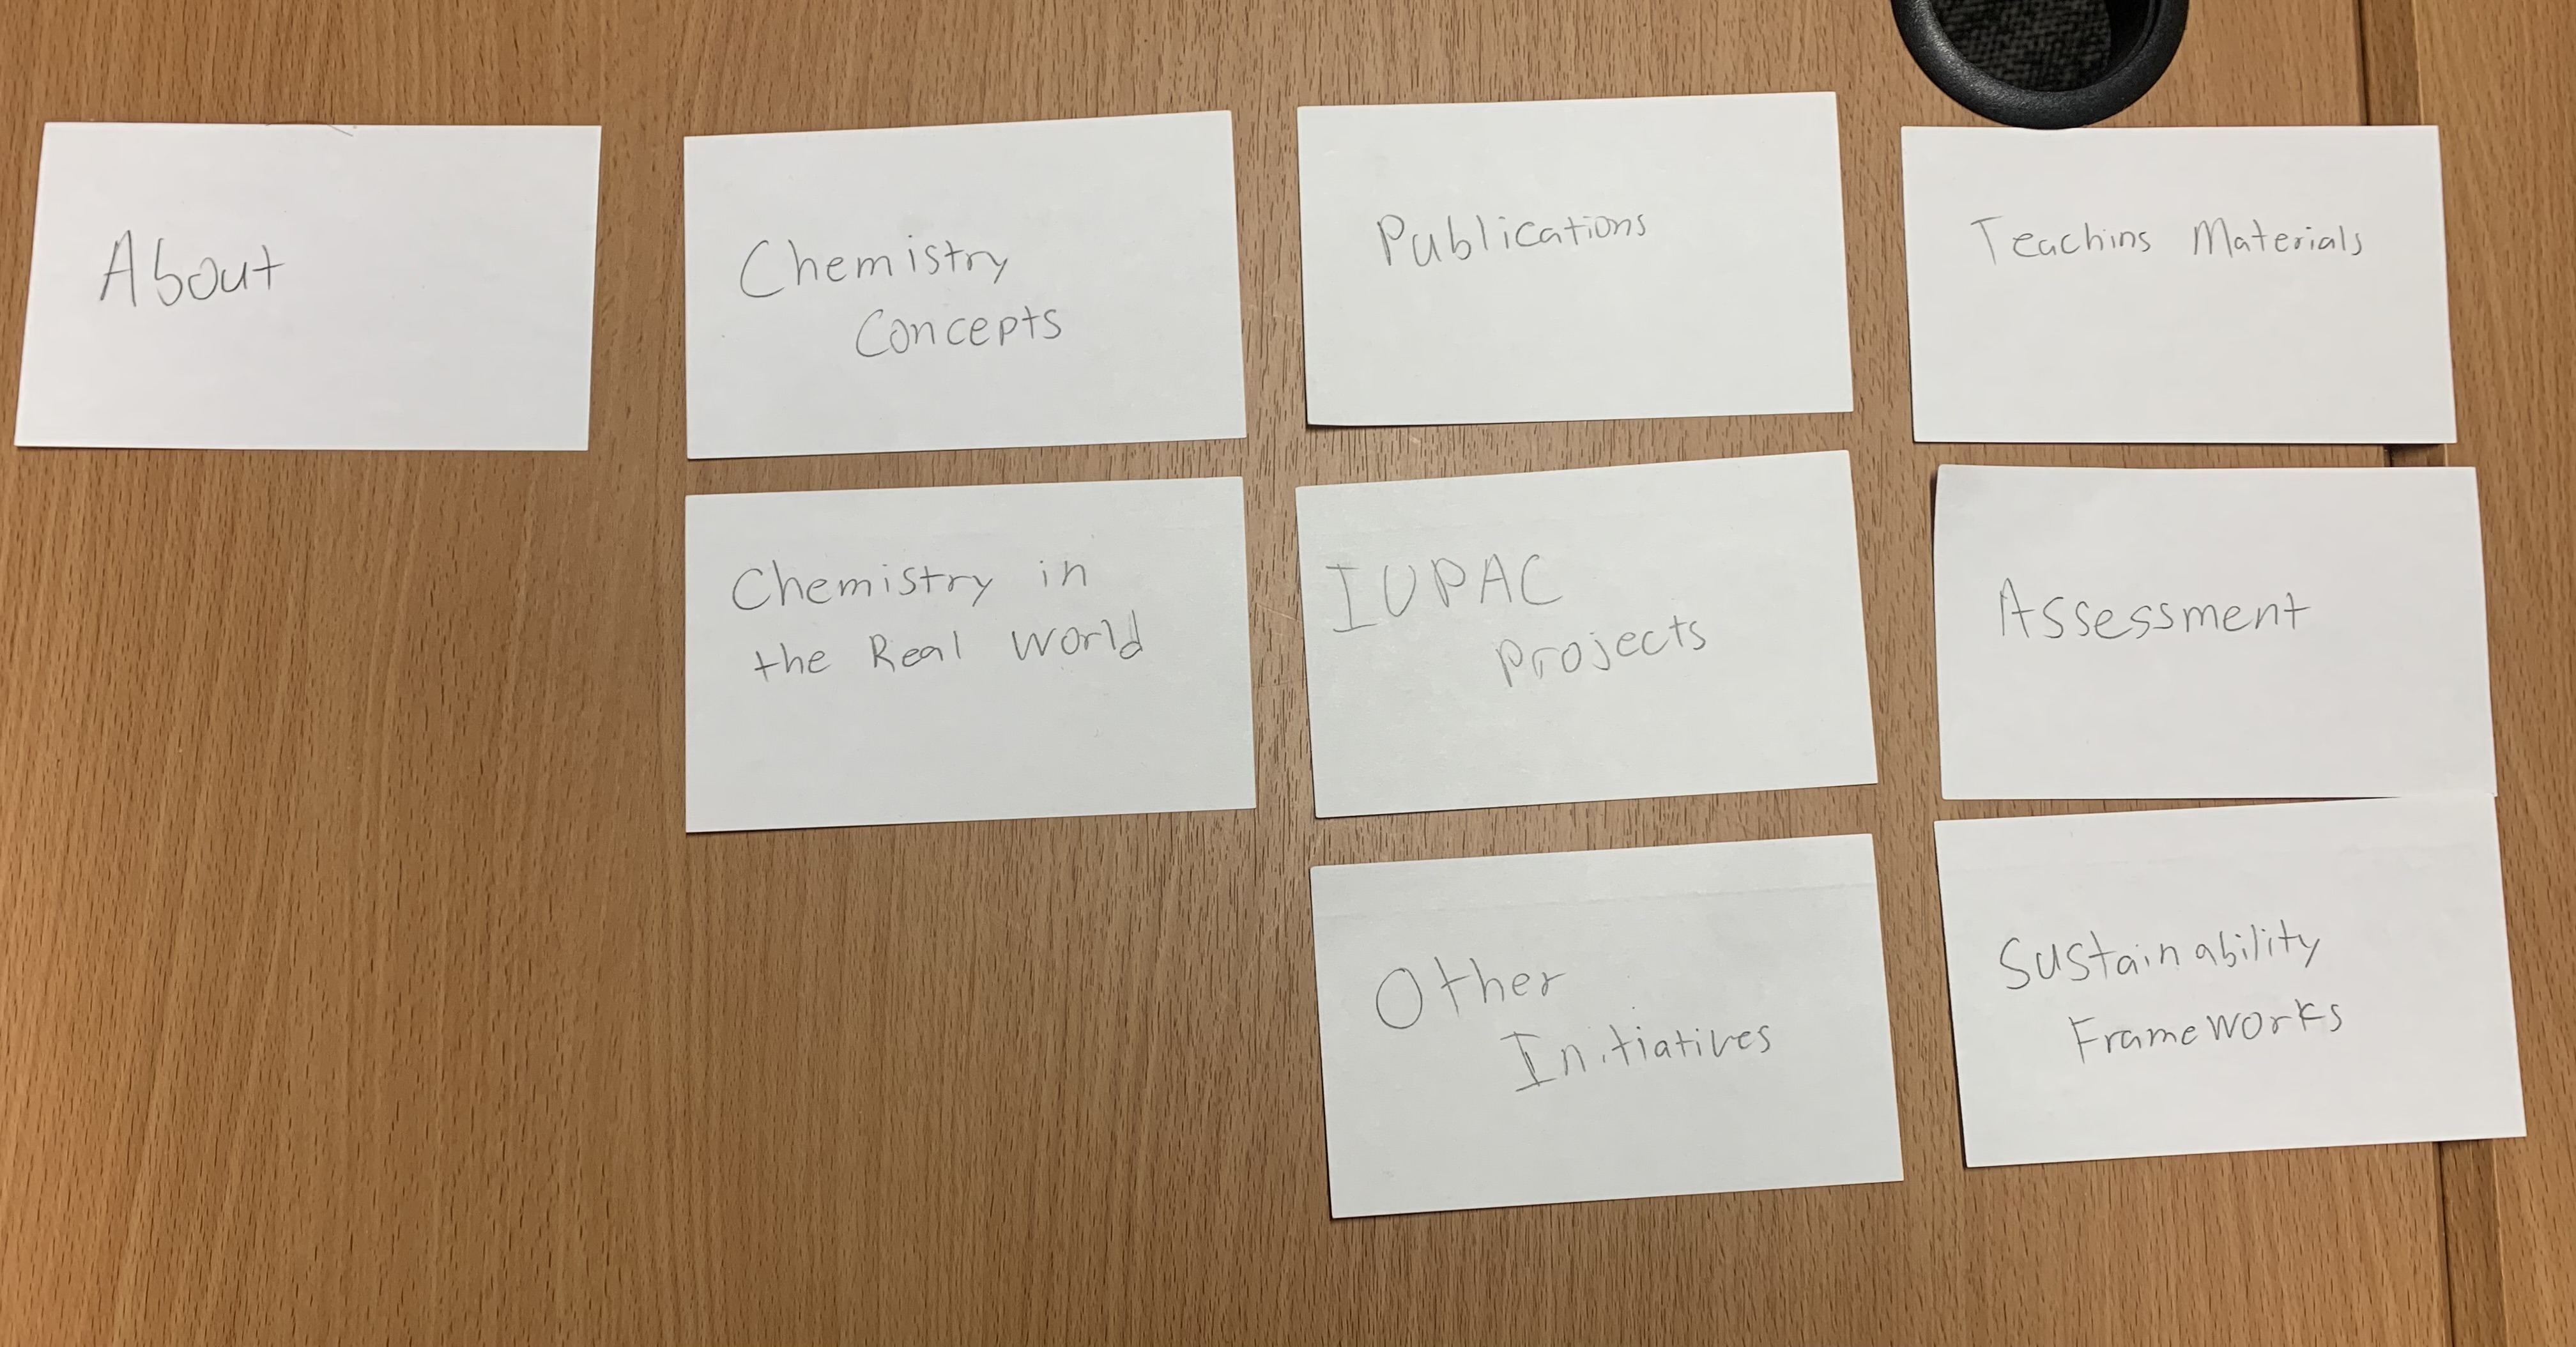 About
Chemistry
Concepts
Chemistry in
the Real World
Publications
IUPAC
Projects
Other
Initiatives
Teaching Materials
Assessment
Sustainability
Frameworks